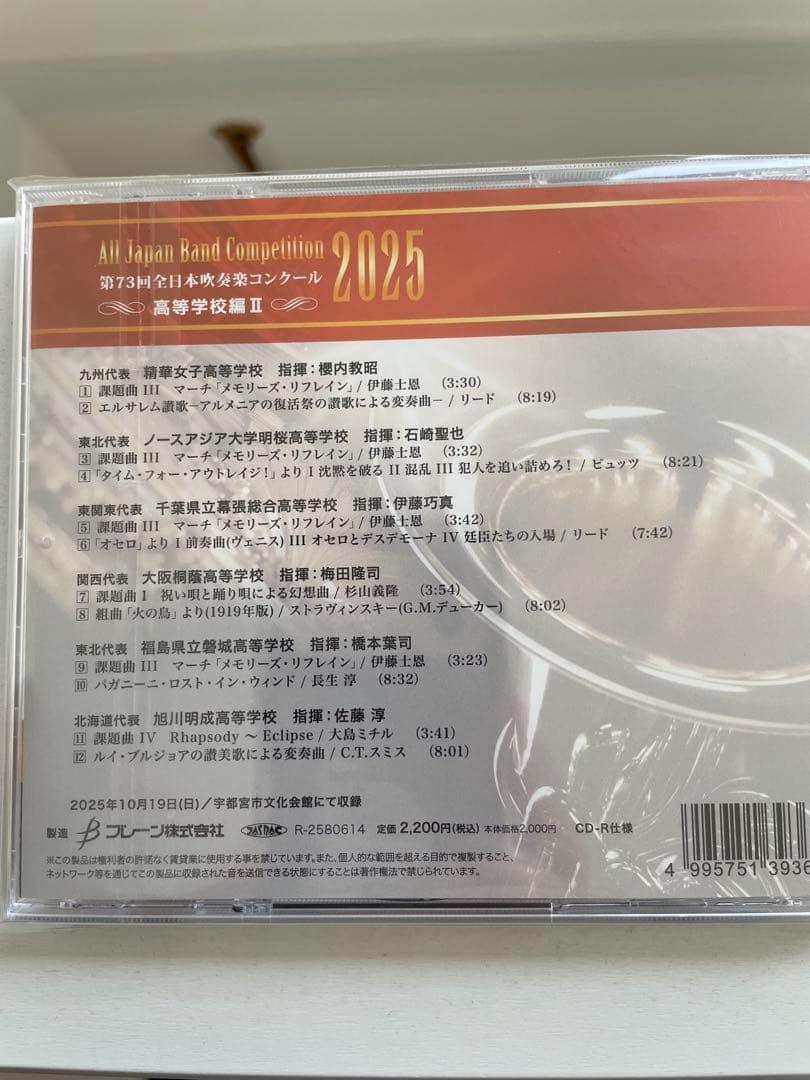 All Japan Band Competition 2025
第73回全日本吹奏楽コンクール
高等学校編Ⅱ
九州代表 精華女子高等学校 指揮：櫻内教昭
1 課題曲 III マーチ「メモリーズ・リフレイン」/ 伊藤士恩 (3:30)
2 エルサレム讃歌−アルメニアの復活祭の讃歌による変奏曲− / リード (8:19)
東北代表 ノースアジア大学明桜高等学校 指揮：石崎聖也
3 課題曲 III マーチ「メモリーズ・リフレイン」/ 伊藤士恩 (3:32)
4 「タイム・フォー・アウトレイジ！」より I 沈黙を破る II 混乱 III 犯人を追い詰めろ！ / ピュッツ (8:21)
東関東代表 千葉県立幕張総合高等学校 指揮：伊藤巧真
5 課題曲 III マーチ「メモリーズ・リフレイン」/ 伊藤士恩 (3:42)
6 「オセロ」より I 前奏曲(ヴェニス) III オセロとデスデモーナ IV 廷臣たちの入場 / リード (7:42)
関西代表 大阪桐蔭高等学校 指揮：梅田隆司
7 課題曲 I 祝い唄と踊り唄による幻想曲 / 杉山義隆 (3:54)
8 組曲「火の鳥」より(1919年版) / ストラヴィンスキー(G.M.デューカー) (8:02)
東北代表 福島県立磐城高等学校 指揮：橋本葉司
9 課題曲 III マーチ「メモリーズ・リフレイン」/ 伊藤士恩 (3:23)
10 パガニーニ・ロスト・イン・ウィンド / 長生 淳 (8:32)
北海道代表 旭川明成高等学校 指揮：佐藤 淳
11 課題曲 IV Rhapsody 〜 Eclipse / 大島ミチル (3:41)
12 ルイ・ブルジョアの讃美歌による変奏曲 / C.T.スミス (8:01)
2025年10月19日(日)／宇都宮市文化会館にて収録
製造 ブレーン株式会社 JASRAC R-2580614 定価 2,200円(税込) 本体価格2,000円 CD-R仕様
※この製品は権利者の許諾なく賃貸業に使用する事を禁じています。また、個人的な範囲を超える目的で複製すること、
ネットワーク等を通じてこの製品に収録された音を送信できる状態にすることは著作権法で禁じられています。
4 995751 3936